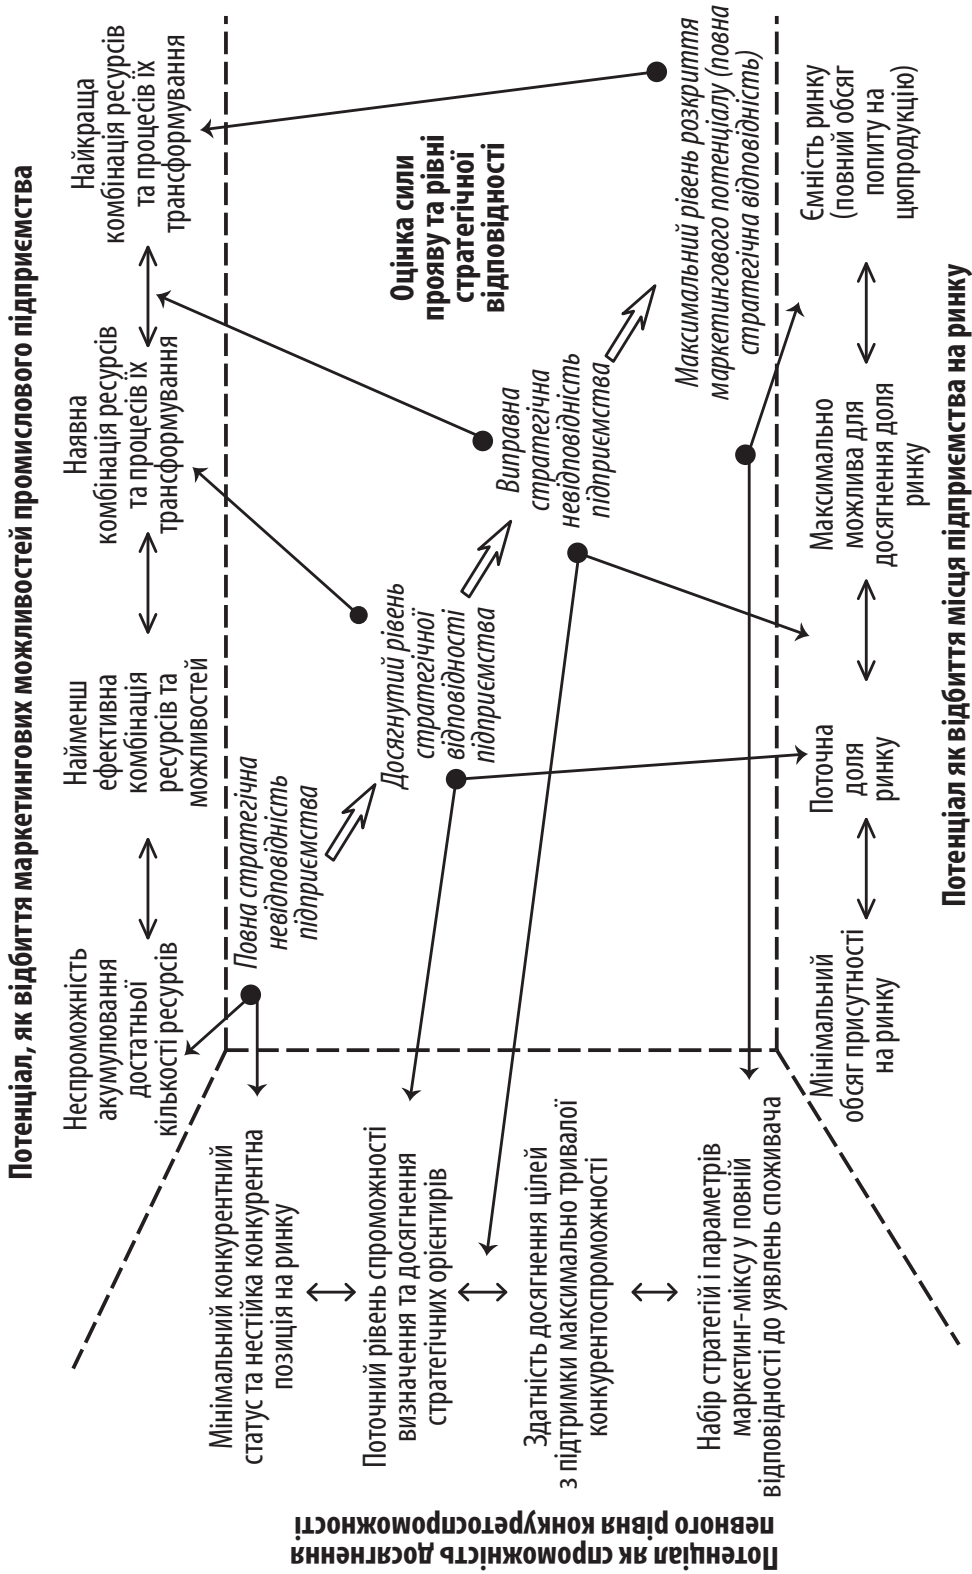 Потенціал, як відбиття маркетингових можливостей промислового підприємства
Неспроможність
акумулювання
достатньої
кількості ресурсів
Найменш
ефективна
комбінація
ресурсів та
можливостей
Наявна
комбінація ресурсів
та процесів їх
трансформування
Найкраща
комбінація ресурсів
та процесів їх
трансформування
Потенціал як спроможність досягнення
певного рівня конкуретоспроможності
Мінімальний конкурентний
статус та нестійка конкурентна
позиція на ринку
Поточний рівень спроможності
визначення та досягнення
стратегічних орієнтирів
Здатність досягнення цілей
з підтримки максимально тривалої
конкурентоспроможності
Набір стратегій і параметрів
маркетинг-міксу у повній
відповідності до уявлень споживача
Повна стратегічна
невідповідність
підприємства
Досягнутий рівень
стратегічної
відповідності
підприємства
Виправна
стратегічна
невідповідність
підприємства
Максимальний рівень розкриття
маркетингового потенціалу (повна
стратегічна відповідність)
Оцінка сили
прояву та рівні
стратегічної
відповідності
Мінімальний
обсяг присутності
на ринку
Поточна
доля
ринку
Максимально
можлива для
досягнення доля
ринку
Ємність ринку
(повний обсяг
попиту на
цюпродукцію)
Потенціал як відбиття місця підприємства на ринку